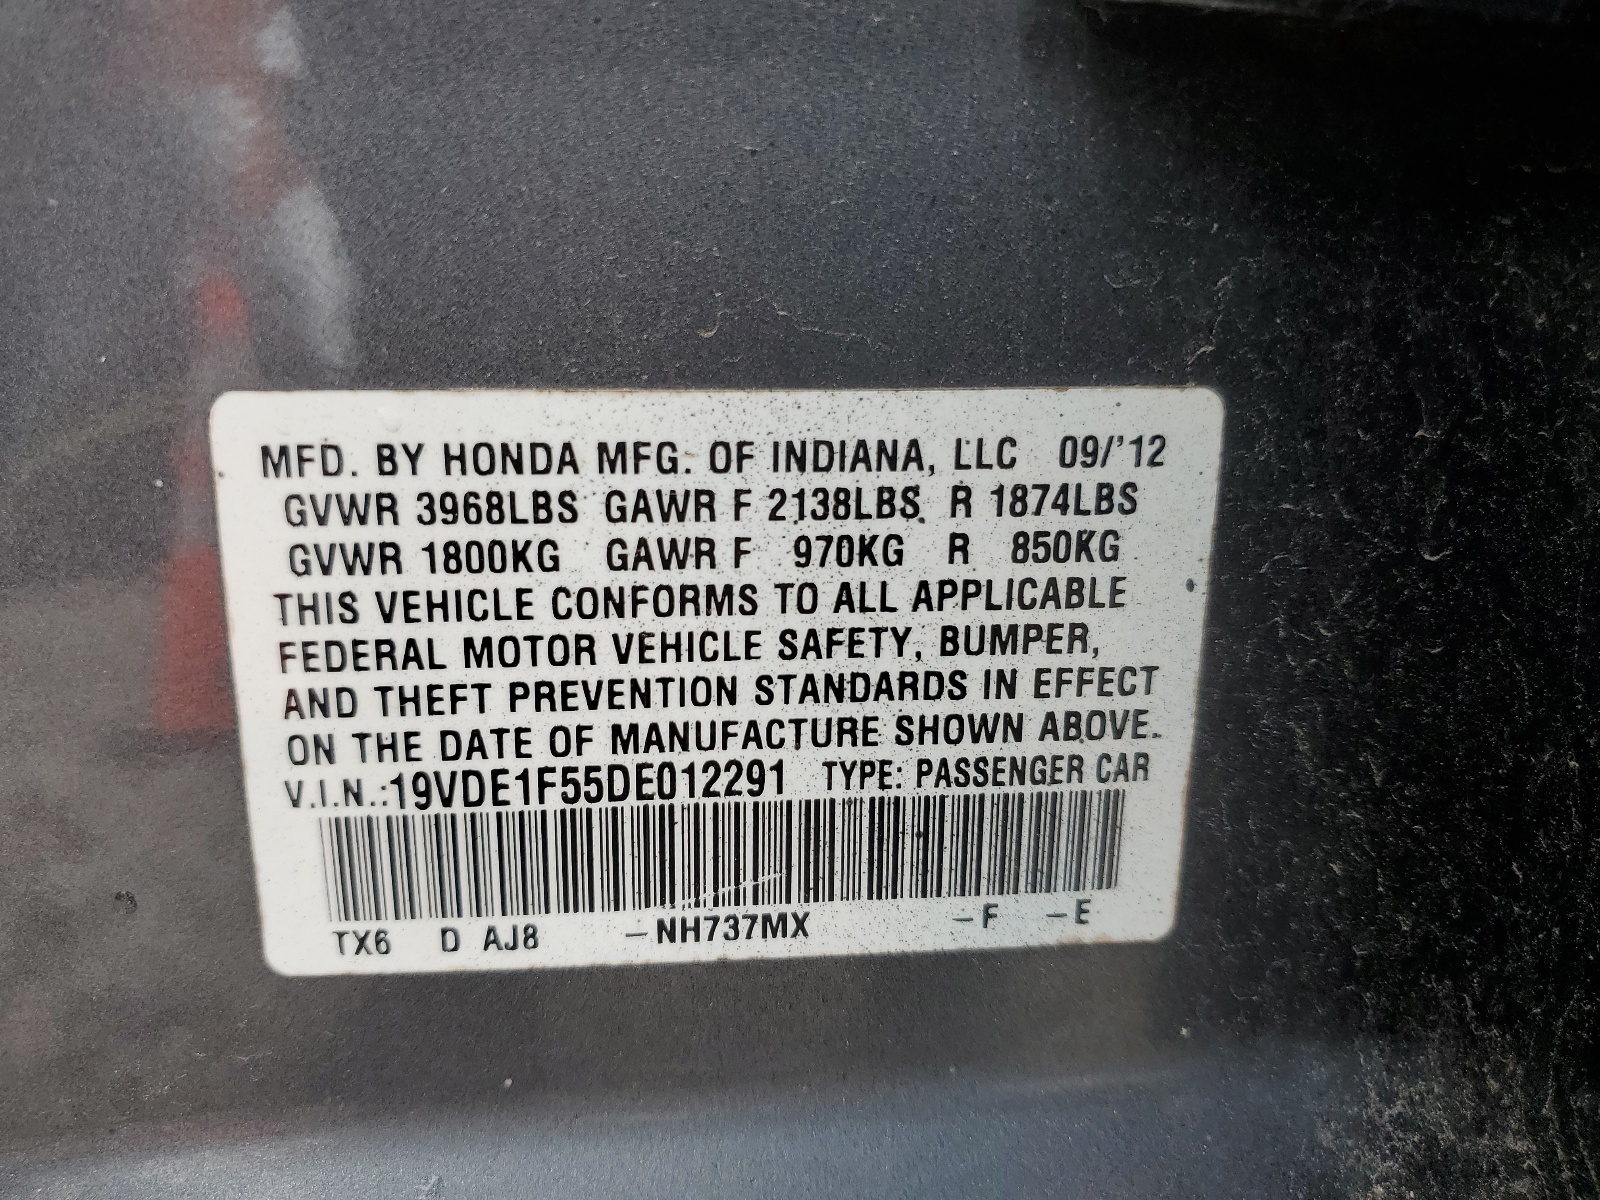 MFD. BY HONDA MFG. OF INDIANA, LLC 09/'12
GVWR 3968LBS GAWR F 2138LBS R 1874LBS
GVWR 1800KG GAWR F 970KG R 850KG
THIS VEHICLE CONFORMS TO ALL APPLICABLE
FEDERAL MOTOR VEHICLE SAFETY, BUMPER,
AND THEFT PREVENTION STANDARDS IN EFFECT
ON THE DATE OF MANUFACTURE SHOWN ABOVE.
V.I.N.:19VDE1F55DE012291 TYPE: PASSENGER CAR
TX6 D AJ8 –NH737MX –F –E